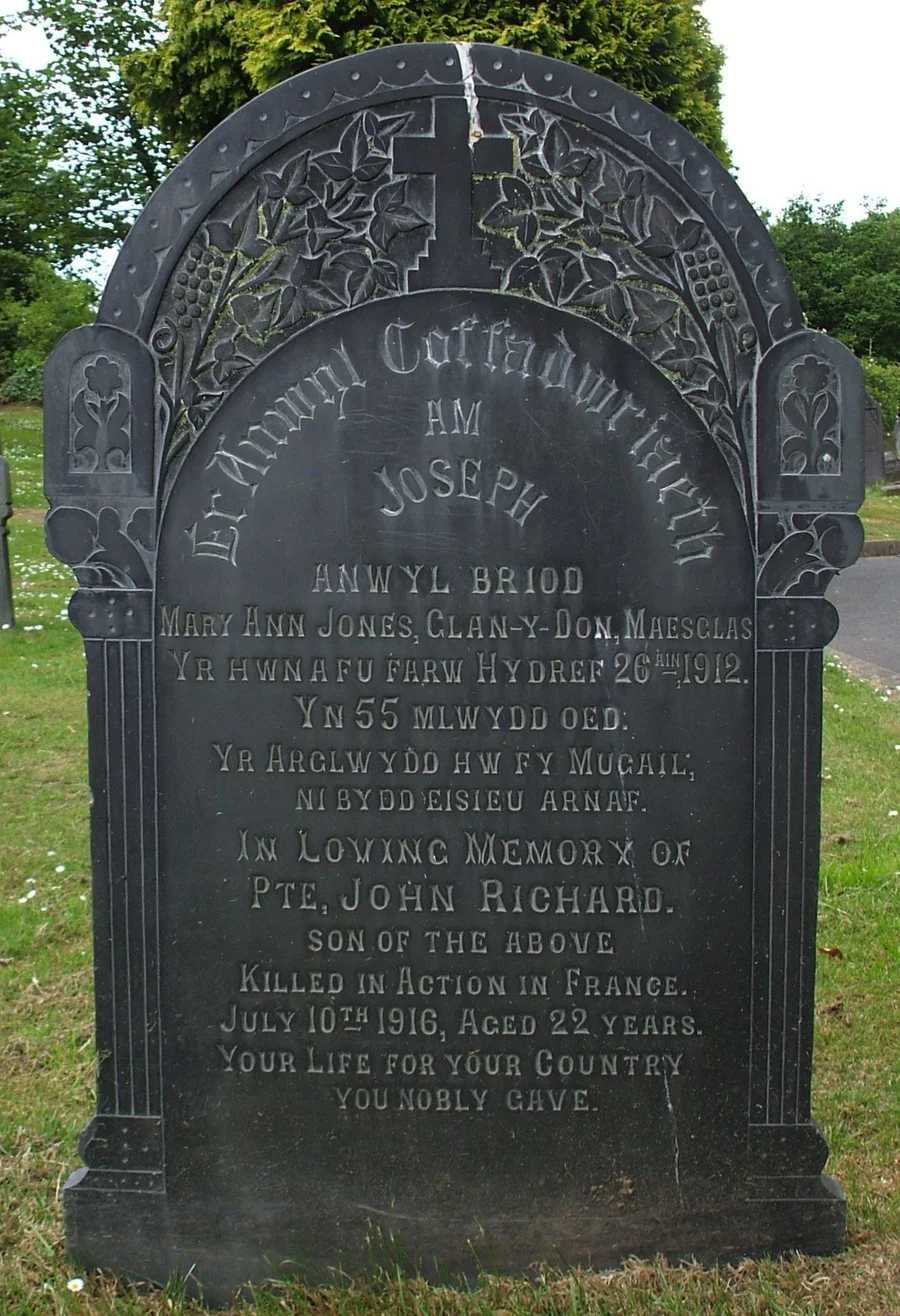 Er Anwyl Coffadwriaeth
AM
JOSEPH
ANWYL BRIOD
MARY ANN JONES, GLAN-Y-DON, MAESGLAS
YR HWN A FU FARW HYDREF 26AIN, 1912.
YN 55 MLWYDD OED.
YR ARGLWYDD YW FY MUGAIL;
NI BYDD EISIEU ARNAF.
IN LOVING MEMORY OF
PTE, JOHN RICHARD.
SON OF THE ABOVE
KILLED IN ACTION IN FRANCE.
JULY 10TH 1916, AGED 22 YEARS.
YOUR LIFE FOR YOUR COUNTRY
YOU NOBLY GAVE.